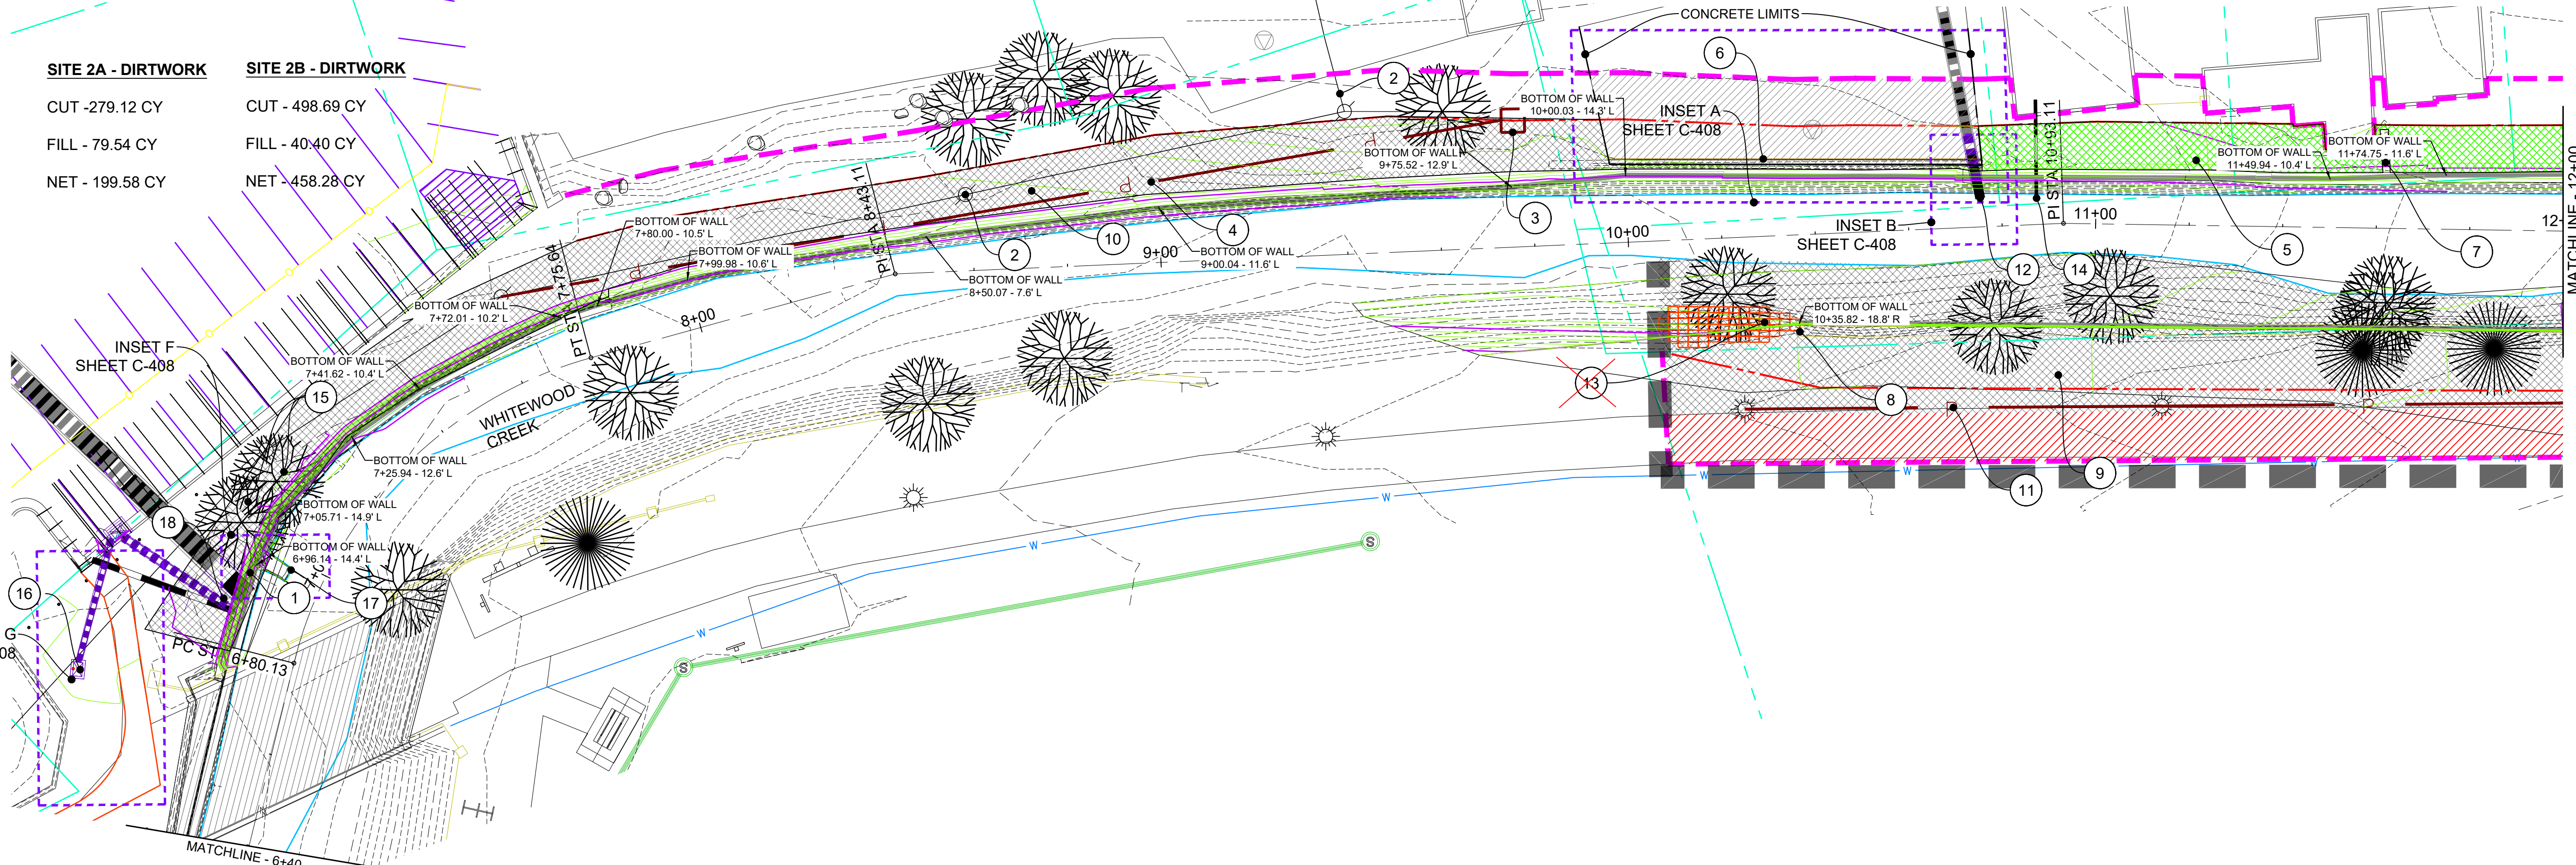 SITE 2A - DIRTWORK
CUT -279.12 CY
FILL - 79.54 CY
NET - 199.58 CY
SITE 2B - DIRTWORK
CUT - 498.69 CY
FILL - 40.40 CY
NET - 458.28 CY
CONCRETE LIMITS
6
2
BOTTOM OF WALL
10+00.03 - 14.3' L
INSET A
SHEET C-408
BOTTOM OF WALL
9+75.52 - 12.9' L
PI STA 10+93.11
BOTTOM OF WALL
11+74.75 - 11.6' L
BOTTOM OF WALL
11+49.94 - 10.4' L
MATCHLINE - 12+00
PI STA 8+43.11
P
P
P
BOTTOM OF WALL
7+80.00 - 10.5' L
BOTTOM OF WALL
7+99.98 - 10.6' L
3
4
10
2
9+00
BOTTOM OF WALL
9+00.04 - 11.6' L
BOTTOM OF WALL
8+50.07 - 7.6' L
10+00
INSET B
SHEET C-408
11+00
12+
5
7
12
14
PT STA 7+75.64
BOTTOM OF WALL
7+72.01 - 10.2' L
8+00
BOTTOM OF WALL
10+35.82 - 18.8' R
INSET F
SHEET C-408
BOTTOM OF WALL
7+41.62 - 10.4' L
15
13
8
P
WHITEWOOD
CREEK
BOTTOM OF WALL
7+25.94 - 12.6' L
9
11
W
W
W
W
W
W
BOTTOM OF WALL
7+05.71 - 14.9' L
18
BOTTOM OF WALL
6+96.14 - 14.4' L
7+0
S
S
16
1
17
G
08
PC ST
6+80.13
MATCHLINE - 6+40